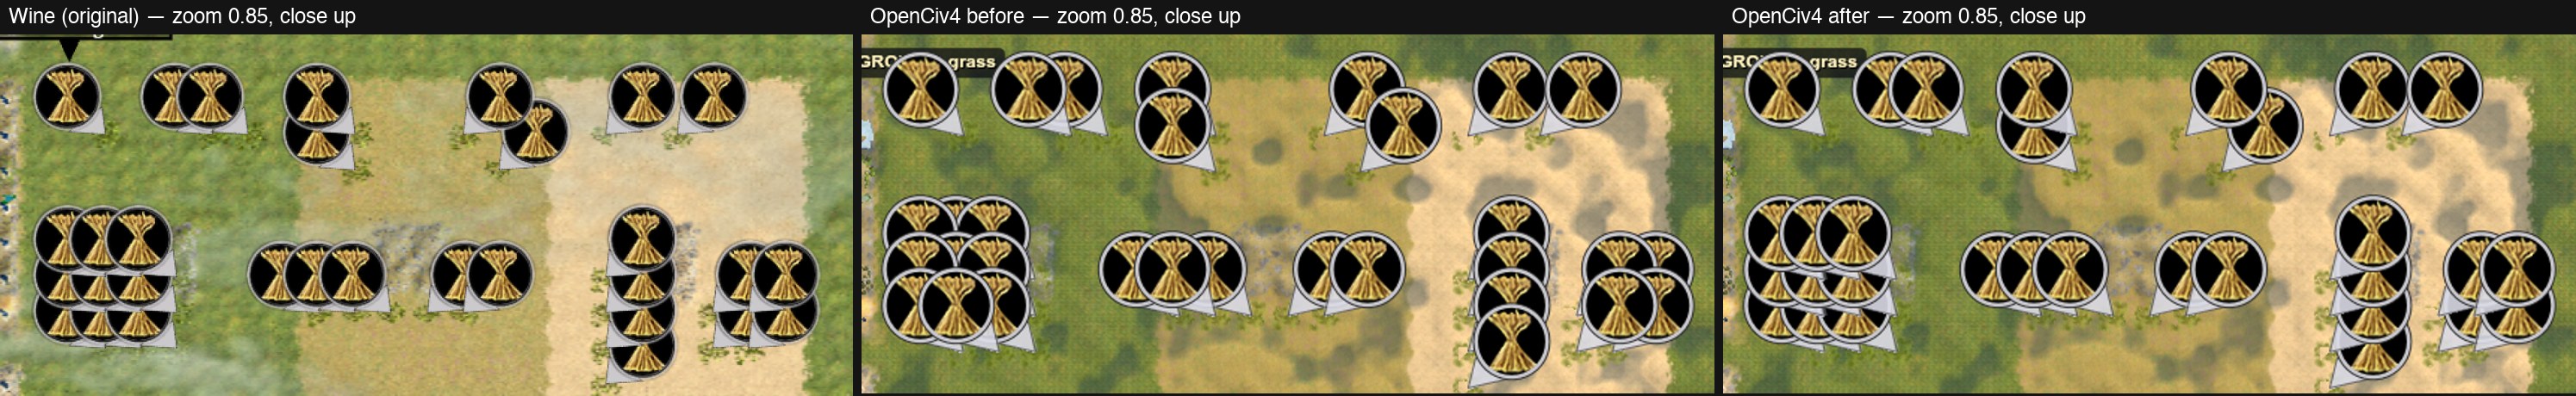 Wine (original) — zoom 0.85, close up
OpenCiv4 before — zoom 0.85, close up
OpenCiv4 after — zoom 0.85, close up
grass
grass